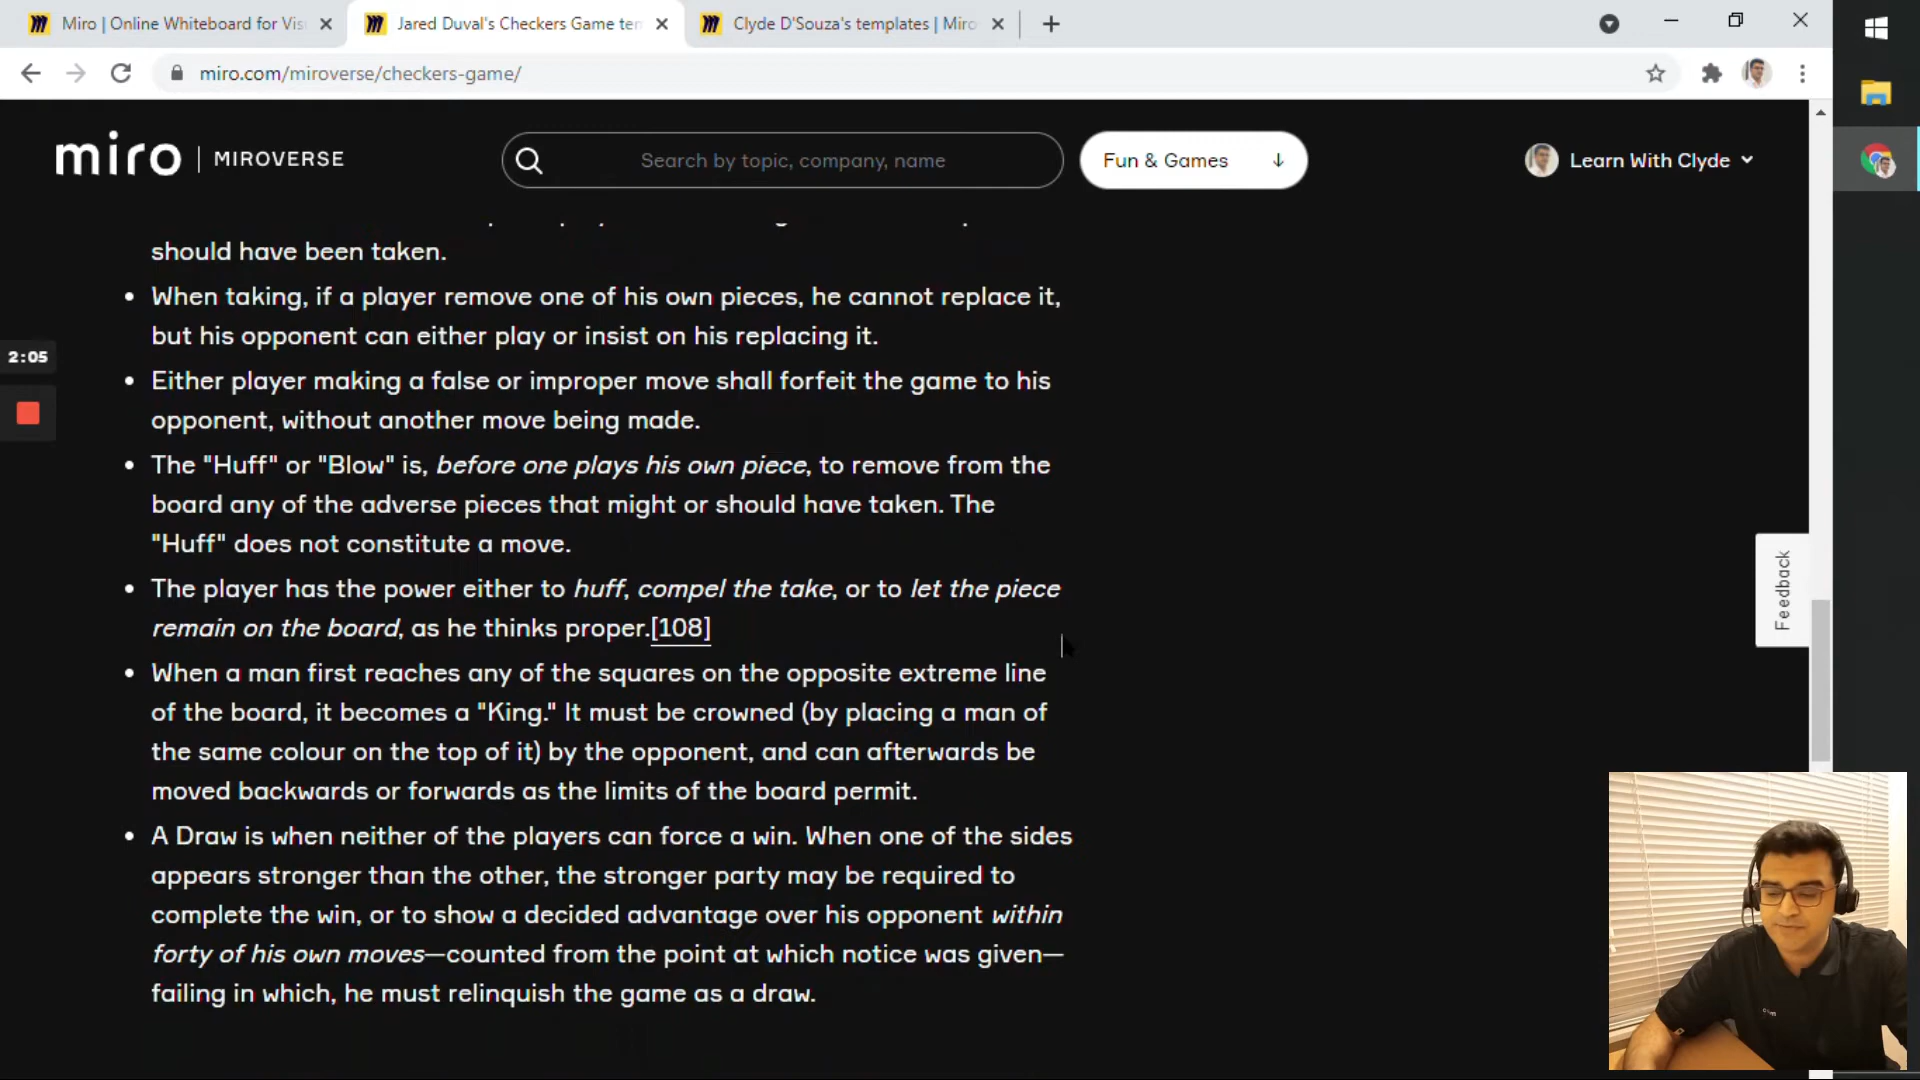 Miro | Online Whiteboard for Vis
Jared Duval's Checkers Game tem
Clyde D'Souza's templates | Miro
miro.com/miroverse/checkers-game/
miro | MIROVERSE
Search by topic, company, name
Fun & Games
Learn With Clyde
should have been taken.
• When taking, if a player remove one of his own pieces, he cannot replace it,
but his opponent can either play or insist on his replacing it.
2:05
• Either player making a false or improper move shall forfeit the game to his
opponent, without another move being made.
• The "Huff" or "Blow" is, before one plays his own piece, to remove from the
board any of the adverse pieces that might or should have taken. The
"Huff" does not constitute a move.
Feedback
• The player has the power either to huff, compel the take, or to let the piece
remain on the board, as he thinks proper.[108]
• When a man first reaches any of the squares on the opposite extreme line
of the board, it becomes a "King." It must be crowned (by placing a man of
the same colour on the top of it) by the opponent, and can afterwards be
moved backwards or forwards as the limits of the board permit.
• A Draw is when neither of the players can force a win. When one of the sides
appears stronger than the other, the stronger party may be required to
complete the win, or to show a decided advantage over his opponent within
forty of his own moves—counted from the point at which notice was given—
failing in which, he must relinquish the game as a draw.